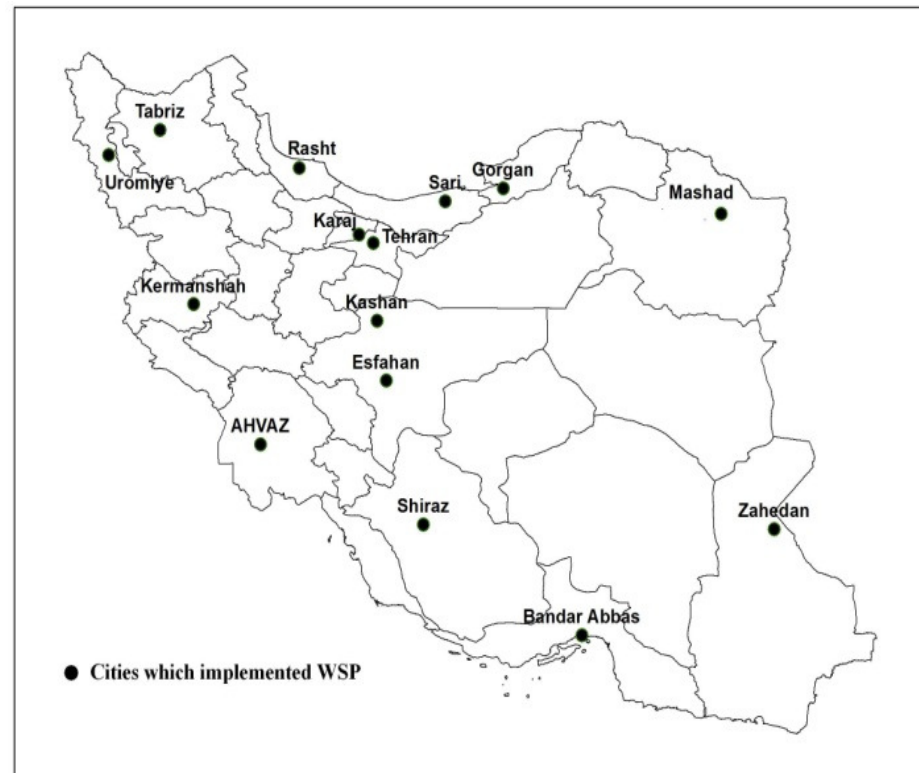 Tabriz
Rasht
Uromiye
Gorgan
Sari
Mashad
Karaj
Tehran
Kermanshah
Kashan
Esfahan
AHVAZ
Shiraz
Zahedan
Bandar Abbas
Cities which implemented WSP